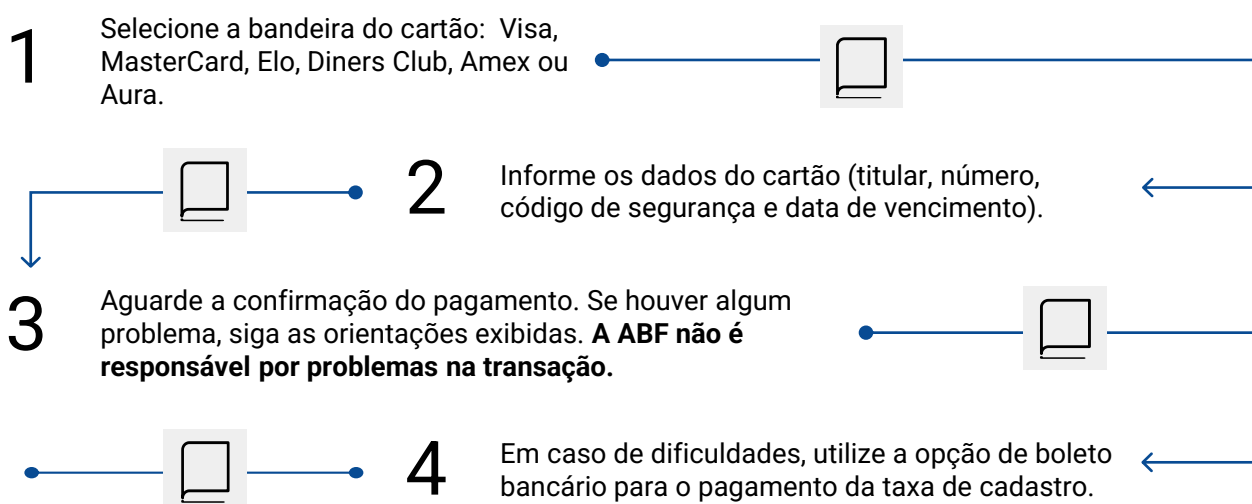 1
Selecione a bandeira do cartão: Visa,
MasterCard, Elo, Diners Club, Amex ou
Aura.
2
Informe os dados do cartão (titular, número,
código de segurança e data de vencimento).
3
Aguarde a confirmação do pagamento. Se houver algum
problema, siga as orientações exibidas. A ABF não é
responsável por problemas na transação.
4
Em caso de dificuldades, utilize a opção de boleto
bancário para o pagamento da taxa de cadastro.